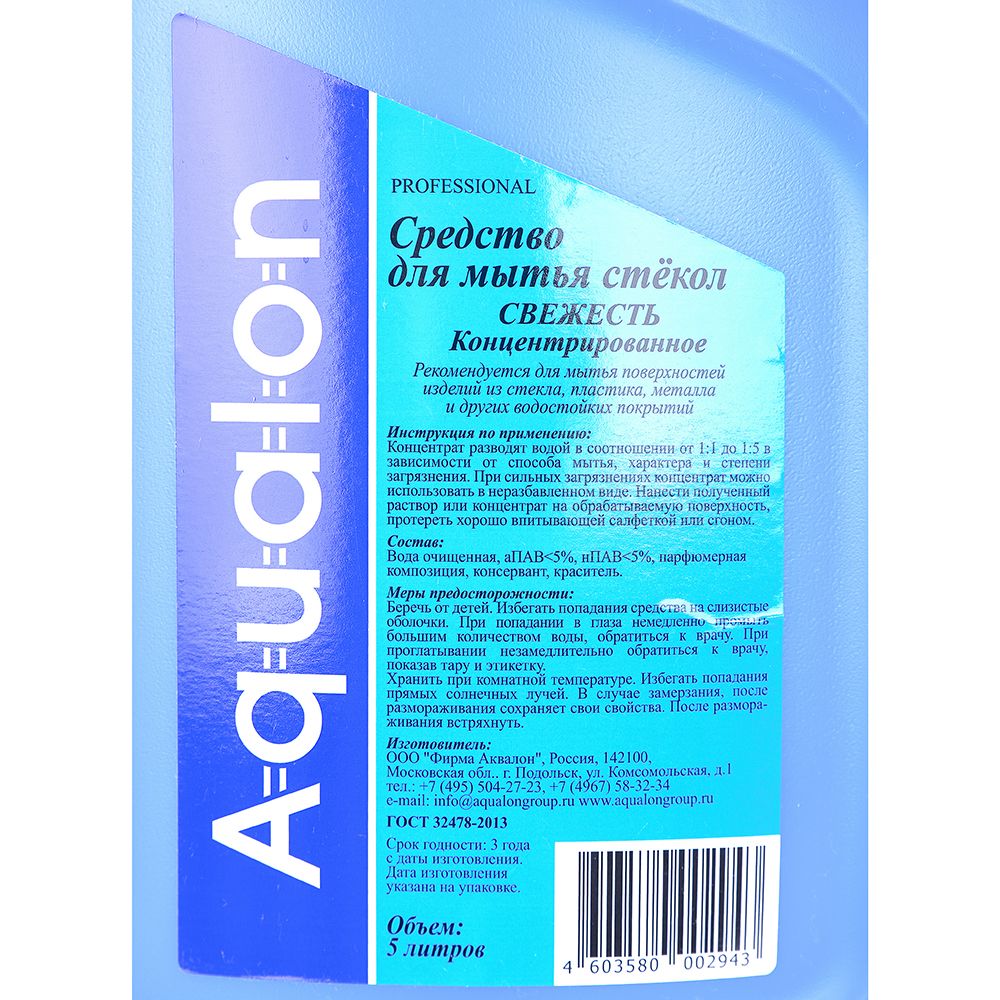 A=q=u=a=l=o=n
PROFESSIONAL
Средство
для мытья стёкол
СВЕЖЕСТЬ
Концентрированное
Рекомендуется для мытья поверхностей
изделий из стекла, пластика, металла
и других водостойких покрытий
Инструкция по применению:
Концентрат разводят водой в соотношении от 1:1 до 1:5 в
зависимости от способа мытья, характера и степени
загрязнения. При сильных загрязнениях концентрат можно
использовать в неразбавленном виде. Нанести полученный
раствор или концентрат на обрабатываемую поверхность,
протереть хорошо впитывающей салфеткой или сгоном.
Состав:
Вода очищенная, аПАВ<5%, нПАВ<5%, парфюмерная
композиция, консервант, краситель.
Меры предосторожности:
Беречь от детей. Избегать попадания средства на слизистые
оболочки. При попадании в глаза немедленно промыть
большим количеством воды, обратиться к врачу. При
проглатывании незамедлительно обратиться к врачу,
показав тару и этикетку.
Хранить при комнатной температуре. Избегать попадания
прямых солнечных лучей. В случае замерзания, после
размораживания сохраняет свои свойства. После размора-
живания встряхнуть.
Изготовитель:
ООО "Фирма Аквалон", Россия, 142100,
Московская обл.. г. Подольск, ул. Комсомольская, д.1
тел.: +7 (495) 504-27-23, +7 (4967) 58-32-34
e-mail: info@aqualongroup.ru www.aqualongroup.ru
ГОСТ 32478-2013
Срок годности: 3 года
с даты изготовления.
Дата изготовления
указана на упаковке.
Объем:
5 литров
4 603580 002943